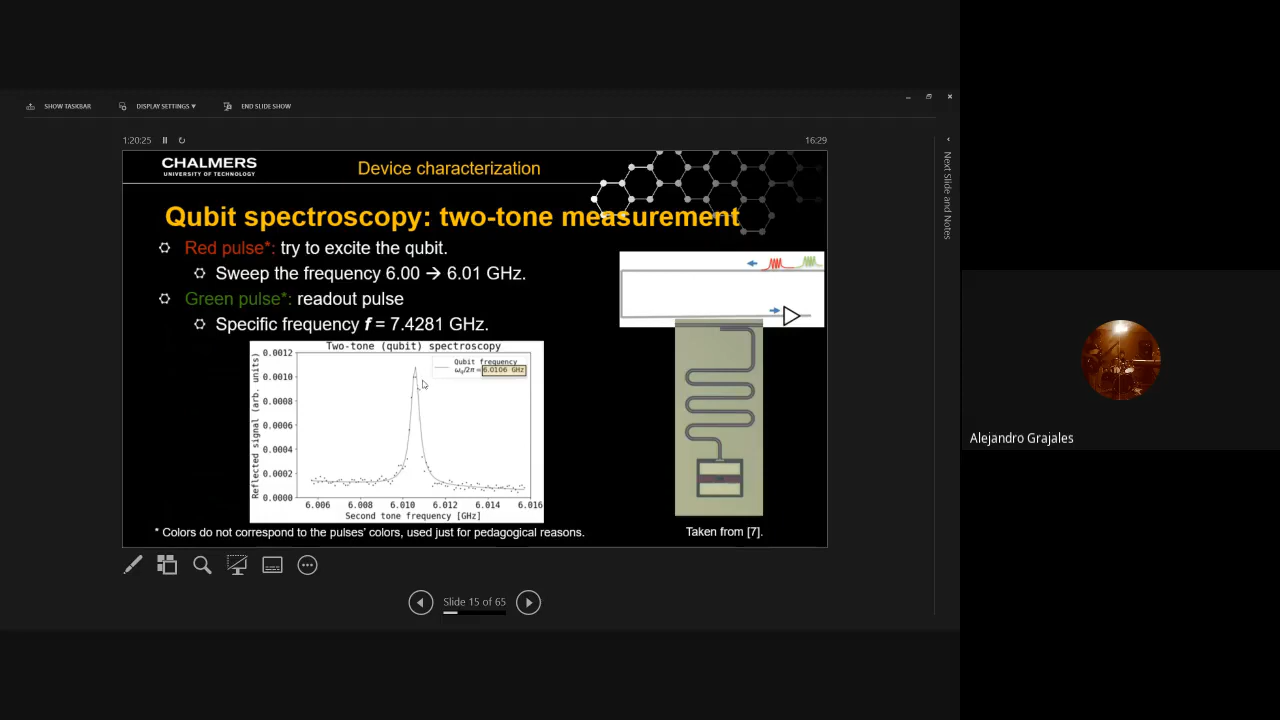 SHOW TASKBAR
DISPLAY SETTINGS ▾
END SLIDE SHOW
1:20:25
16:29
Next Slide and Notes
CHALMERS
UNIVERSITY OF TECHNOLOGY
Device characterization
Qubit spectroscopy: two-tone measurement
Red pulse*: try to excite the qubit.
Sweep the frequency 6.00 → 6.01 GHz.
Green pulse*: readout pulse
Specific frequency f = 7.4281 GHz.
Two-tone (qubit) spectroscopy
Reflected signal (arb. units)
0.0012
0.0010
0.0008
0.0006
0.0004
0.0002
0.0000
Qubit frequency
ω₀/2π = 6.0106 GHz
6.006 6.008 6.010 6.012 6.014 6.016
Second tone frequency [GHz]
* Colors do not correspond to the pulses' colors, used just for pedagogical reasons.
Taken from [7].
Slide 15 of 65
Alejandro Grajales